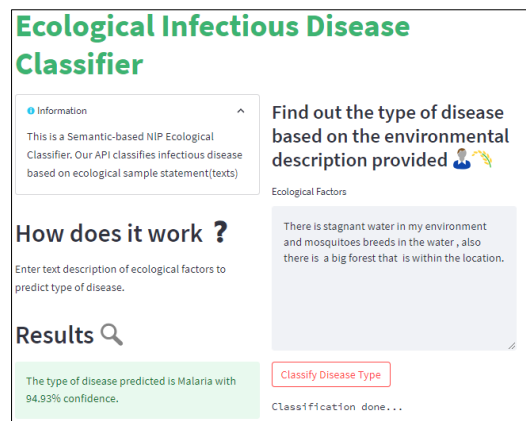 Ecological Infectious Disease
Classifier
Information
This is a Semantic-based NlP Ecological
Classifier. Our API classifies infectious disease
based on ecological sample statement(texts)
How does it work ❓
Enter text description of ecological factors to
predict type of disease.
Results 🔍
The type of disease predicted is Malaria with
94.93% confidence.
Find out the type of disease
based on the environmental
description provided
Ecological Factors
There is stagnant water in my environment
and mosquitoes breeds in the water , also
there is a big forest that is within the location.
Classify Disease Type
Classification done...